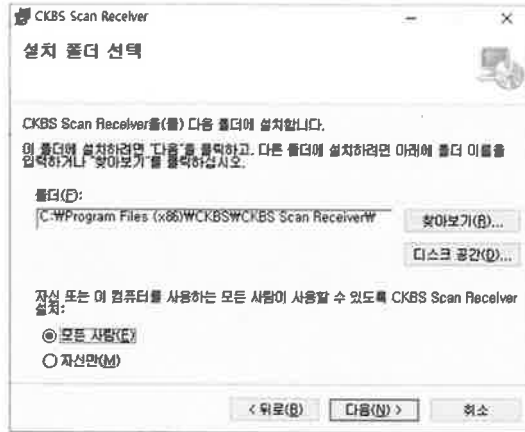 CKBS Scan Receiver
설치 폴더 선택
CKBS Scan Receiver을(를) 다음 폴더에 설치합니다.
이 폴더에 설치하려면 "다음"을 클릭하고, 다른 폴더에 설치하려면 아래에 폴더 이름을
입력하거나 "찾아보기"를 클릭하십시오.
폴더(F):
C:₩Program Files (x86)₩CKBS₩CKBS Scan Receiver₩
찾아보기(R)...
디스크 공간(D)...
자신 또는 이 컴퓨터를 사용하는 모든 사람이 사용할 수 있도록 CKBS Scan Receiver
설치:
모든 사람(E)
자신만(M)
< 뒤로(B)
다음(N) >
취소